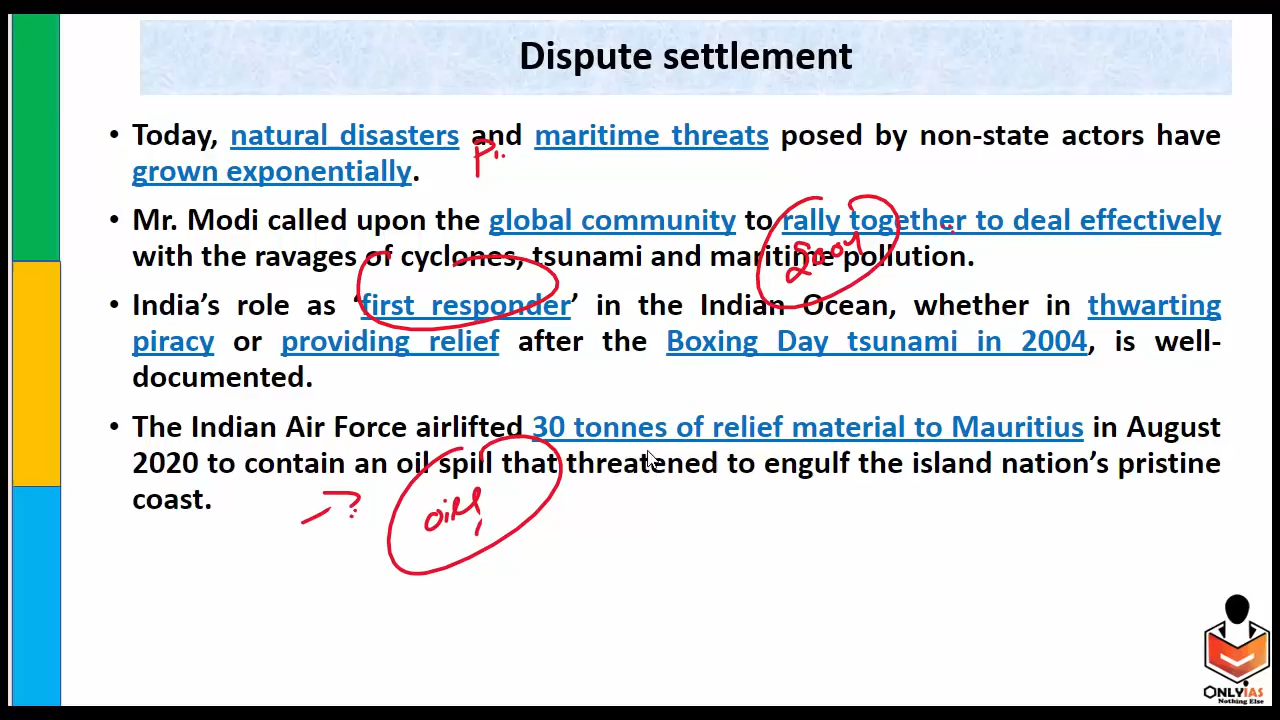 Dispute settlement
• Today, natural disasters and maritime threats posed by non-state actors have
grown exponentially.
• Mr. Modi called upon the global community to rally together to deal effectively
with the ravages of cyclones, tsunami and maritime pollution.
• India's role as 'first responder' in the Indian Ocean, whether in thwarting
piracy or providing relief after the Boxing Day tsunami in 2004, is well-
documented.
• The Indian Air Force airlifted 30 tonnes of relief material to Mauritius in August
2020 to contain an oil spill that threatened to engulf the island nation's pristine
coast.
2004
ONLYIAS
Nothing Else